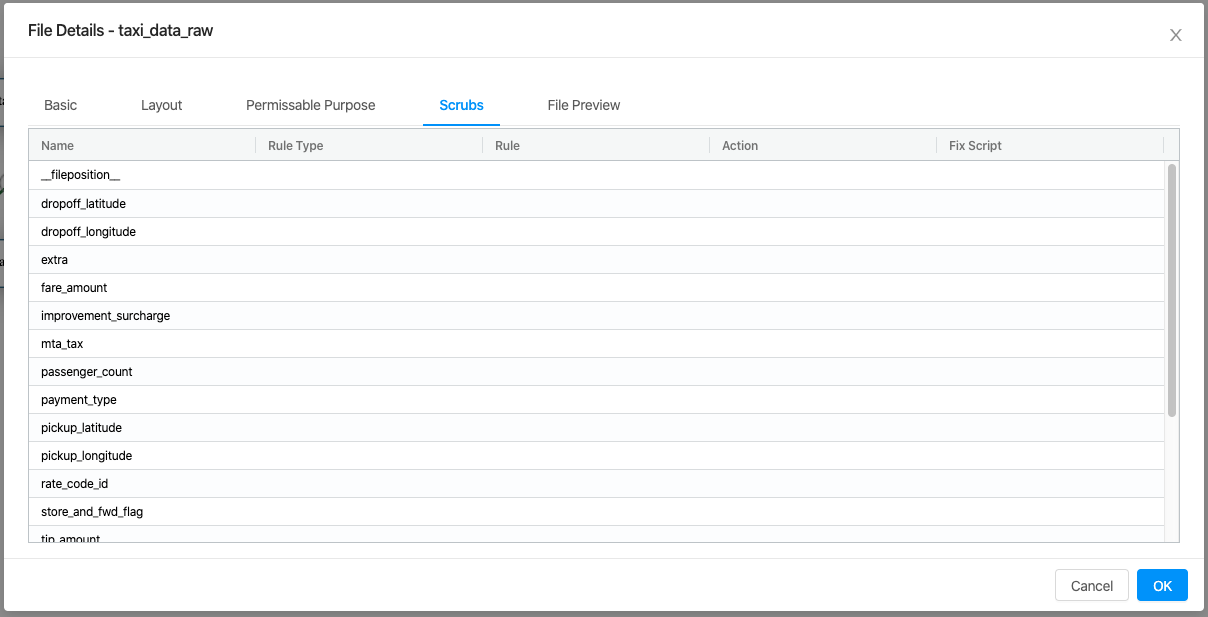 File Details - taxi_data_raw
Basic Layout Permissable Purpose Scrubs File Preview
Name Rule Type Rule Action Fix Script
__fileposition__
dropoff_latitude
dropoff_longitude
extra
fare_amount
improvement_surcharge
mta_tax
passenger_count
payment_type
pickup_latitude
pickup_longitude
rate_code_id
store_and_fwd_flag
tip_amount
Cancel OK